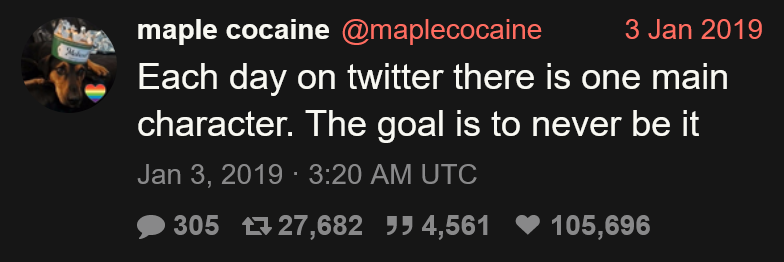 maple cocaine @maplecocaine 3 Jan 2019
Each day on twitter there is one main
character. The goal is to never be it
Jan 3, 2019 · 3:20 AM UTC
305 27,682 4,561 105,696